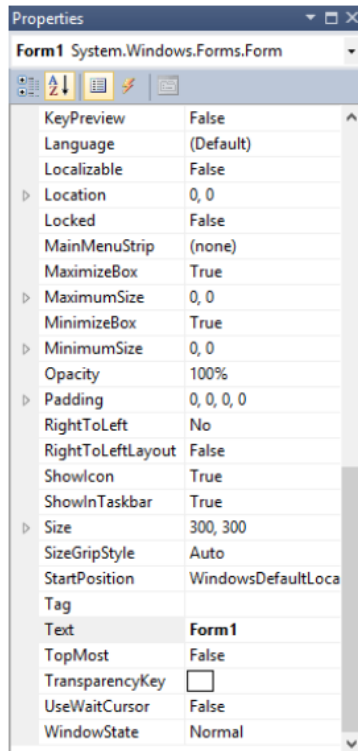 Properties
Form1 System.Windows.Forms.Form
KeyPreview False
Language (Default)
Localizable False
Location 0, 0
Locked False
MainMenuStrip (none)
MaximizeBox True
MaximumSize 0, 0
MinimizeBox True
MinimumSize 0, 0
Opacity 100%
Padding 0, 0, 0, 0
RightToLeft No
RightToLeftLayout False
ShowIcon True
ShowInTaskbar True
Size 300, 300
SizeGripStyle Auto
StartPosition WindowsDefaultLoca
Tag
Text Form1
TopMost False
TransparencyKey
UseWaitCursor False
WindowState Normal